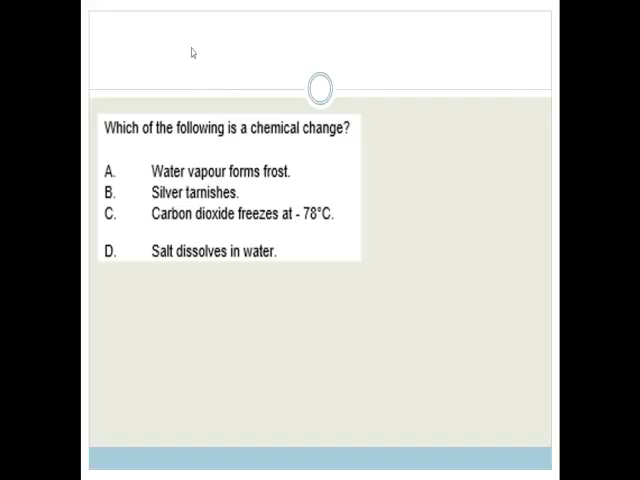 Which of the following is a chemical change?
A. Water vapour forms frost.
B. Silver tarnishes.
C. Carbon dioxide freezes at - 78°C.
D. Salt dissolves in water.